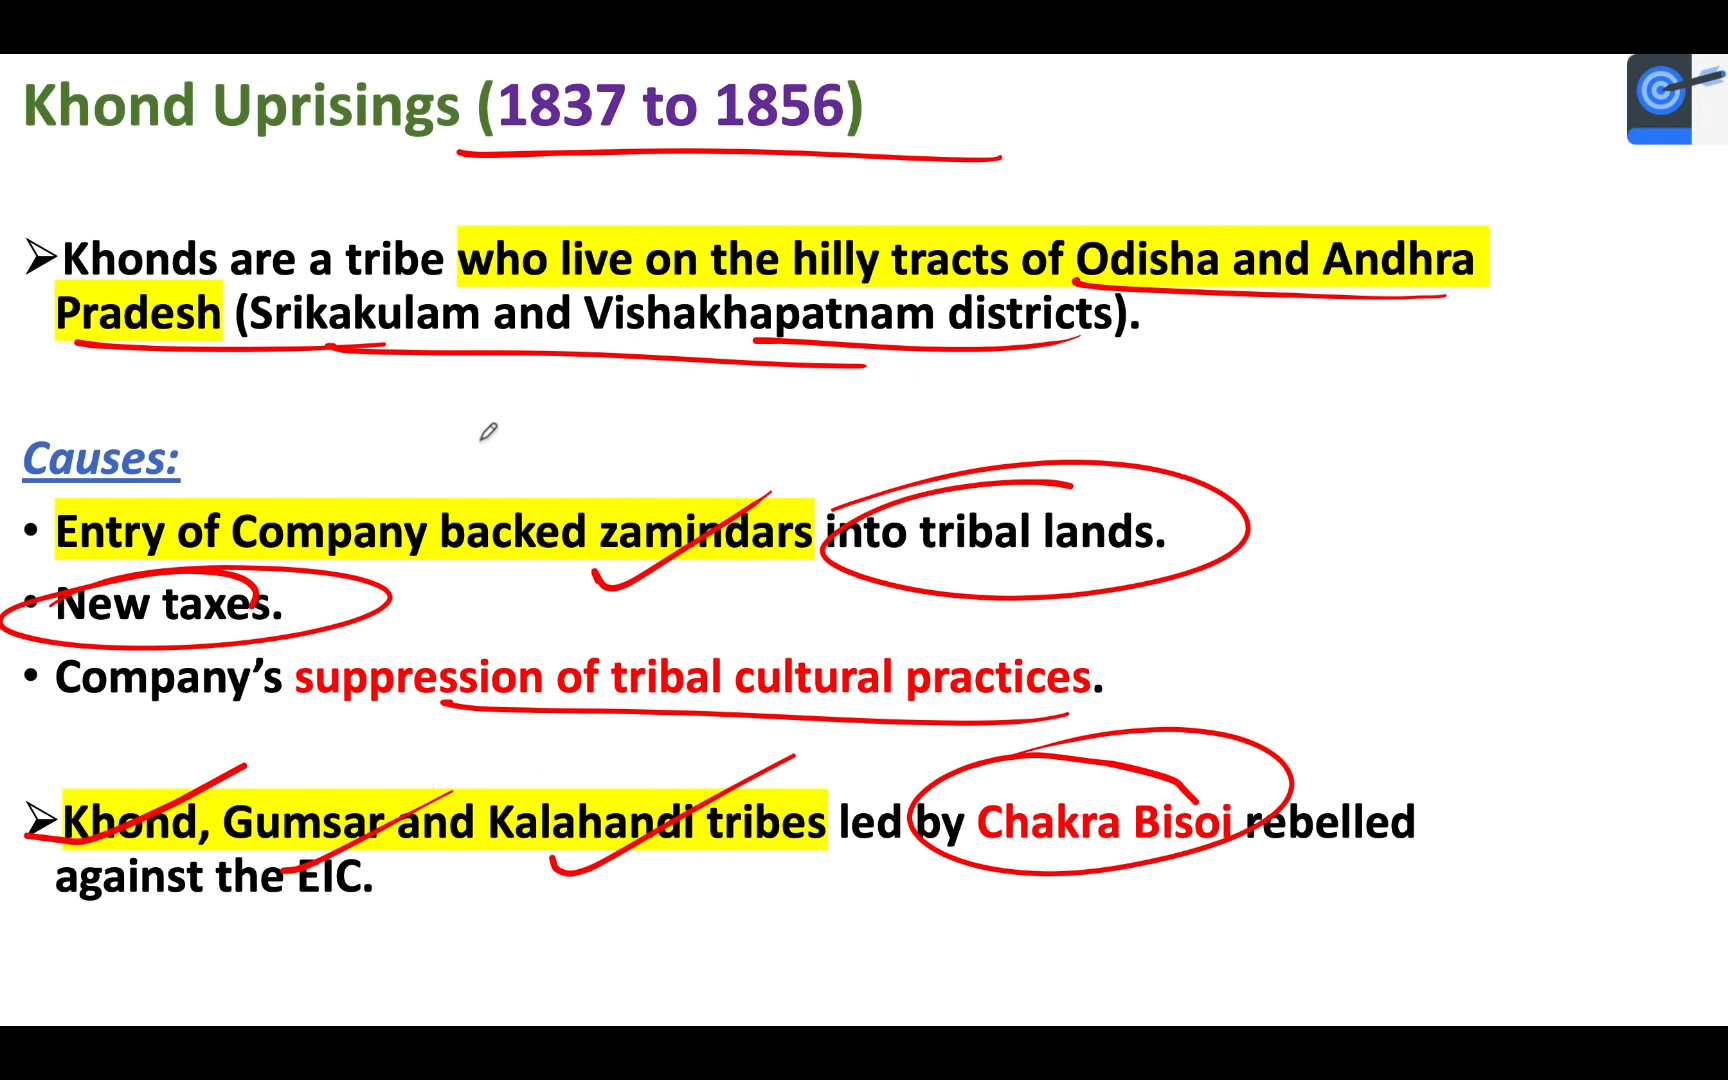 Khond Uprisings (1837 to 1856)
➢Khonds are a tribe who live on the hilly tracts of Odisha and Andhra
Pradesh (Srikakulam and Vishakhapatnam districts).
Causes:
• Entry of Company backed zamindars into tribal lands.
• New taxes.
• Company’s suppression of tribal cultural practices.
➢Khond, Gumsar and Kalahandi tribes led by Chakra Bisoi rebelled
against the EIC.